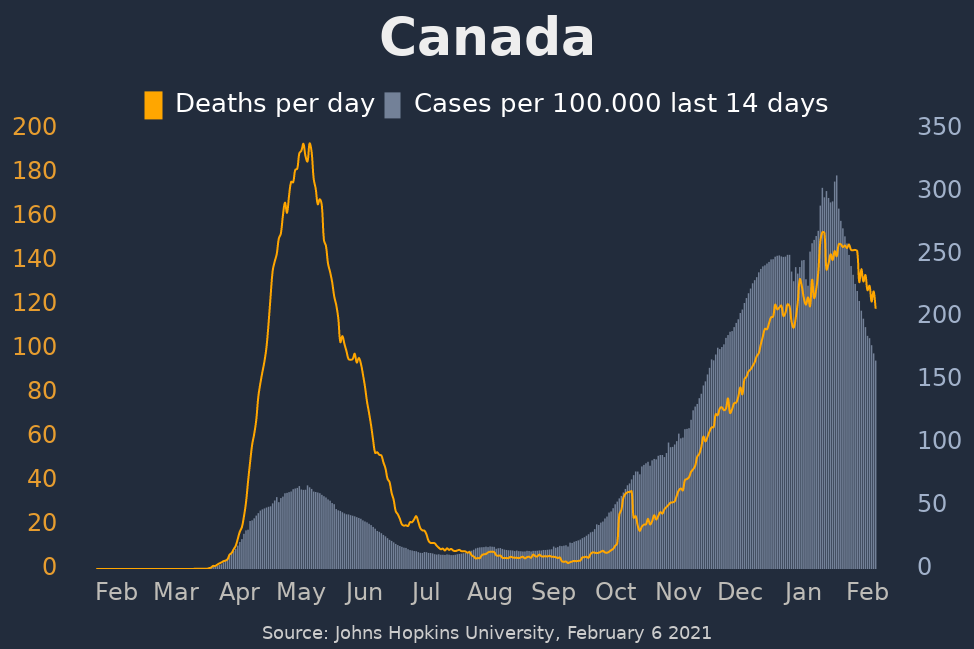 Canada
Deaths per day Cases per 100.000 last 14 days
200 350
180 300
160 250
140 200
120 150
100 100
80 50
60 0
40
20
0
Feb Mar Apr May Jun Jul Aug Sep Oct Nov Dec Jan Feb
Source: Johns Hopkins University, February 6 2021